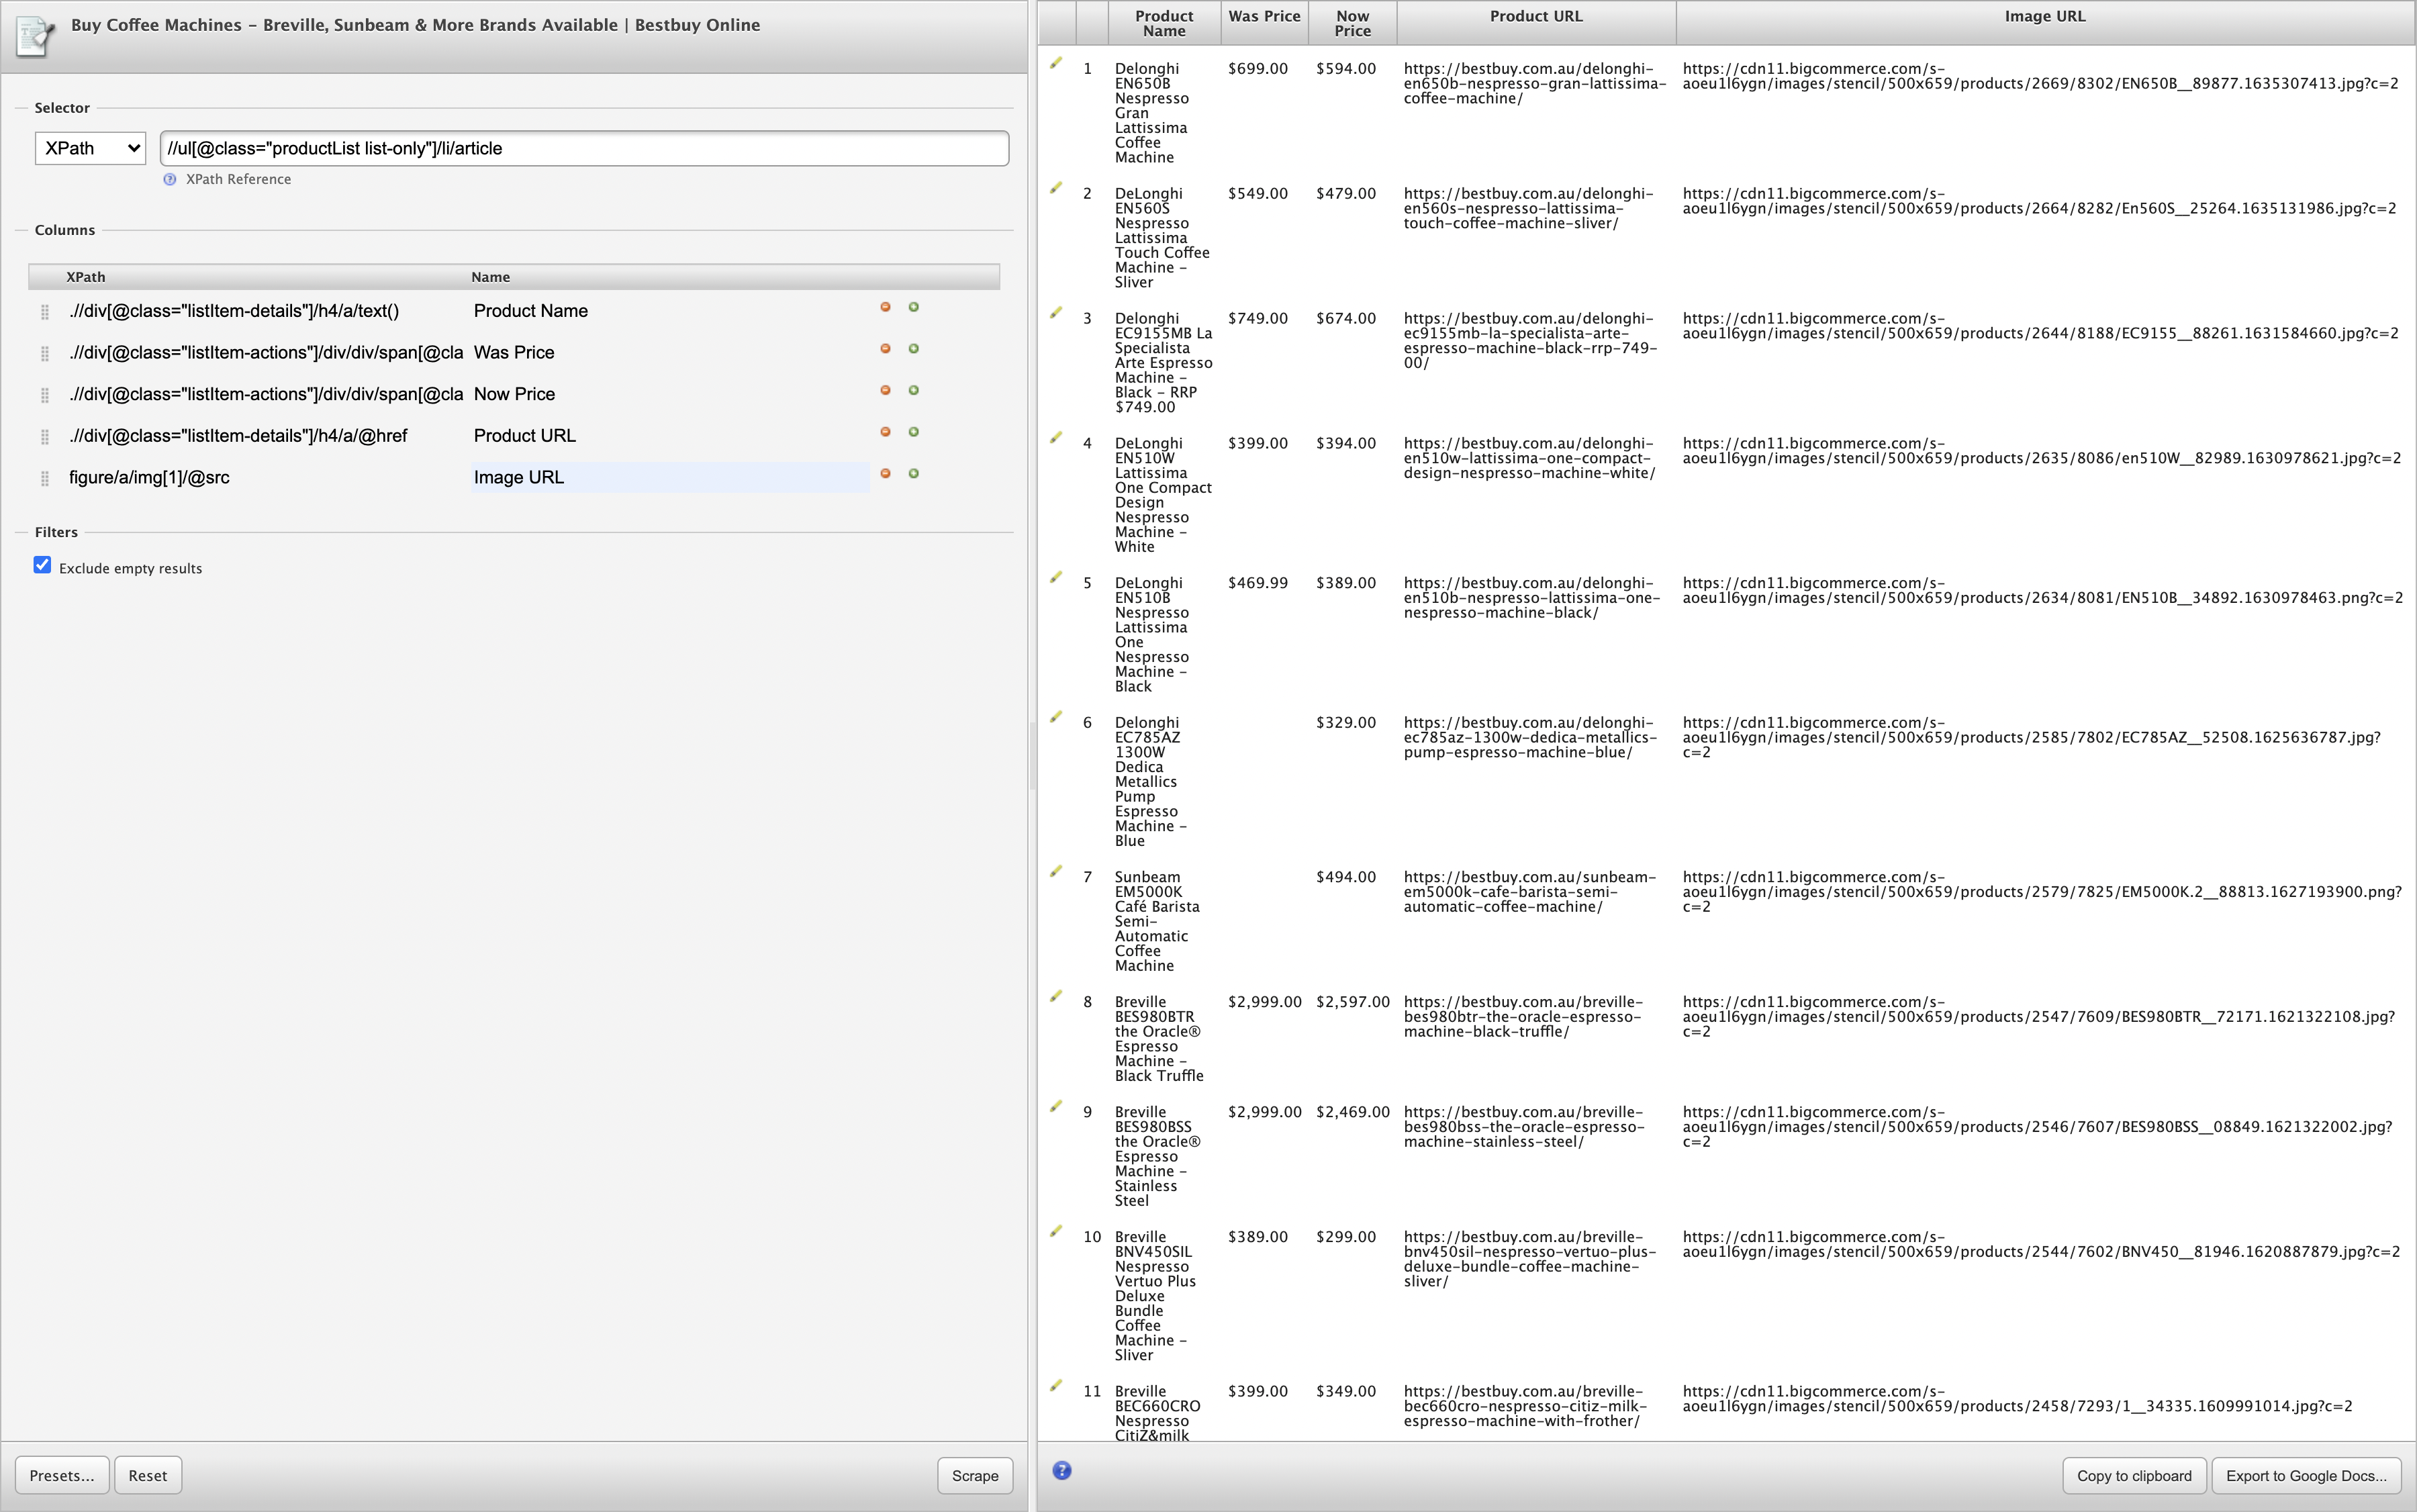 Buy Coffee Machines – Breville, Sunbeam & More Brands Available | Bestbuy Online
Selector
XPath
//ul[@class="productList list-only"]/li/article
XPath Reference
Columns
XPath Name
.//div[@class="listItem-details"]/h4/a/text() Product Name
.//div[@class="listItem-actions"]/div/div/span[@cla Was Price
.//div[@class="listItem-actions"]/div/div/span[@cla Now Price
.//div[@class="listItem-details"]/h4/a/@href Product URL
figure/a/img[1]/@src Image URL
Filters
Exclude empty results
Presets...
Reset
Scrape
Product
Name
Was Price
Now
Price
Product URL
Image URL
1
Delonghi
EN650B
Nespresso
Gran
Lattissima
Coffee
Machine
$699.00
$594.00
https://bestbuy.com.au/delonghi-
en650b-nespresso-gran-lattissima-
coffee-machine/
https://cdn11.bigcommerce.com/s-
aoeu1l6ygn/images/stencil/500x659/products/2669/8302/EN650B__89877.1635307413.jpg?c=2
2
DeLonghi
EN560S
Nespresso
Lattissima
Touch Coffee
Machine –
Sliver
$549.00
$479.00
https://bestbuy.com.au/delonghi-
en560s-nespresso-lattissima-
touch-coffee-machine-sliver/
https://cdn11.bigcommerce.com/s-
aoeu1l6ygn/images/stencil/500x659/products/2664/8282/En560S__25264.1635131986.jpg?c=2
3
Delonghi
EC9155MB La
Specialista
Arte Espresso
Machine –
Black – RRP
$749.00
$749.00
$674.00
https://bestbuy.com.au/delonghi-
ec9155mb-la-specialista-arte-
espresso-machine-black-rrp-749-
00/
https://cdn11.bigcommerce.com/s-
aoeu1l6ygn/images/stencil/500x659/products/2644/8188/EC9155__88261.1631584660.jpg?c=2
4
DeLonghi
EN510W
Lattissima
One Compact
Design
Nespresso
Machine –
White
$399.00
$394.00
https://bestbuy.com.au/delonghi-
en510w-lattissima-one-compact-
design-nespresso-machine-white/
https://cdn11.bigcommerce.com/s-
aoeu1l6ygn/images/stencil/500x659/products/2635/8086/en510W__82989.1630978621.jpg?c=2
5
DeLonghi
EN510B
Nespresso
Lattissima
One
Nespresso
Machine –
Black
$469.99
$389.00
https://bestbuy.com.au/delonghi-
en510b-nespresso-lattissima-one-
nespresso-machine-black/
https://cdn11.bigcommerce.com/s-
aoeu1l6ygn/images/stencil/500x659/products/2634/8081/EN510B__34892.1630978463.png?c=2
6
Delonghi
EC785AZ
1300W
Dedica
Metallics
Pump
Espresso
Machine –
Blue
$329.00
https://bestbuy.com.au/delonghi-
ec785az-1300w-dedica-metallics-
pump-espresso-machine-blue/
https://cdn11.bigcommerce.com/s-
aoeu1l6ygn/images/stencil/500x659/products/2585/7802/EC785AZ__52508.1625636787.jpg?
c=2
7
Sunbeam
EM5000K
Café Barista
Semi-
Automatic
Coffee
Machine
$494.00
https://bestbuy.com.au/sunbeam-
em5000k-cafe-barista-semi-
automatic-coffee-machine/
https://cdn11.bigcommerce.com/s-
aoeu1l6ygn/images/stencil/500x659/products/2579/7825/EM5000K.2__88813.1627193900.png?
c=2
8
Breville
BES980BTR
the Oracle®
Espresso
Machine –
Black Truffle
$2,999.00
$2,597.00
https://bestbuy.com.au/breville-
bes980btr-the-oracle-espresso-
machine-black-truffle/
https://cdn11.bigcommerce.com/s-
aoeu1l6ygn/images/stencil/500x659/products/2547/7609/BES980BTR__72171.1621322108.jpg?
c=2
9
Breville
BES980BSS
the Oracle®
Espresso
Machine –
Stainless
Steel
$2,999.00
$2,469.00
https://bestbuy.com.au/breville-
bes980bss-the-oracle-espresso-
machine-stainless-steel/
https://cdn11.bigcommerce.com/s-
aoeu1l6ygn/images/stencil/500x659/products/2546/7607/BES980BSS__08849.1621322002.jpg?
c=2
10
Breville
BNV450SIL
Nespresso
Vertuo Plus
Deluxe
Bundle
Coffee
Machine –
Sliver
$389.00
$299.00
https://bestbuy.com.au/breville-
bnv450sil-nespresso-vertuo-plus-
deluxe-bundle-coffee-machine-
sliver/
https://cdn11.bigcommerce.com/s-
aoeu1l6ygn/images/stencil/500x659/products/2544/7602/BNV450__81946.1620887879.jpg?c=2
11
Breville
BEC660CRO
Nespresso
CitiZ&milk
$399.00
$349.00
https://bestbuy.com.au/breville-
bec660cro-nespresso-citiz-milk-
espresso-machine-with-frother/
https://cdn11.bigcommerce.com/s-
aoeu1l6ygn/images/stencil/500x659/products/2458/7293/1__34335.1609991014.jpg?c=2
Copy to clipboard
Export to Google Docs...